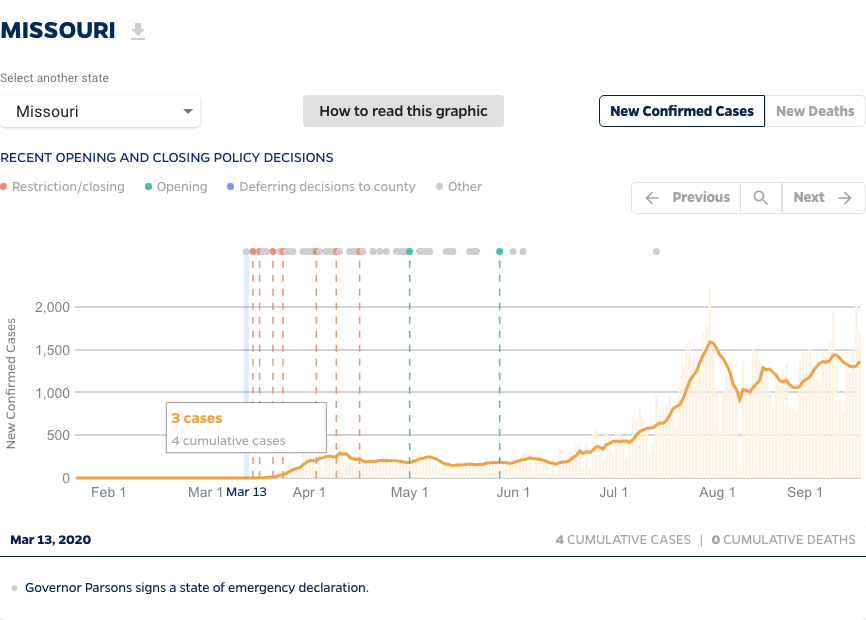 MISSOURI
Select another state
Missouri
How to read this graphic
New Confirmed Cases
New Deaths
RECENT OPENING AND CLOSING POLICY DECISIONS
Restriction/closing
Opening
Deferring decisions to county
Other
Previous
Next
New Confirmed Cases
2,000
1,500
1,000
500
0
3 cases
4 cumulative cases
Feb 1
Mar 1
Mar 13
Apr 1
May 1
Jun 1
Jul 1
Aug 1
Sep 1
Mar 13, 2020
4 CUMULATIVE CASES | 0 CUMULATIVE DEATHS
Governor Parsons signs a state of emergency declaration.